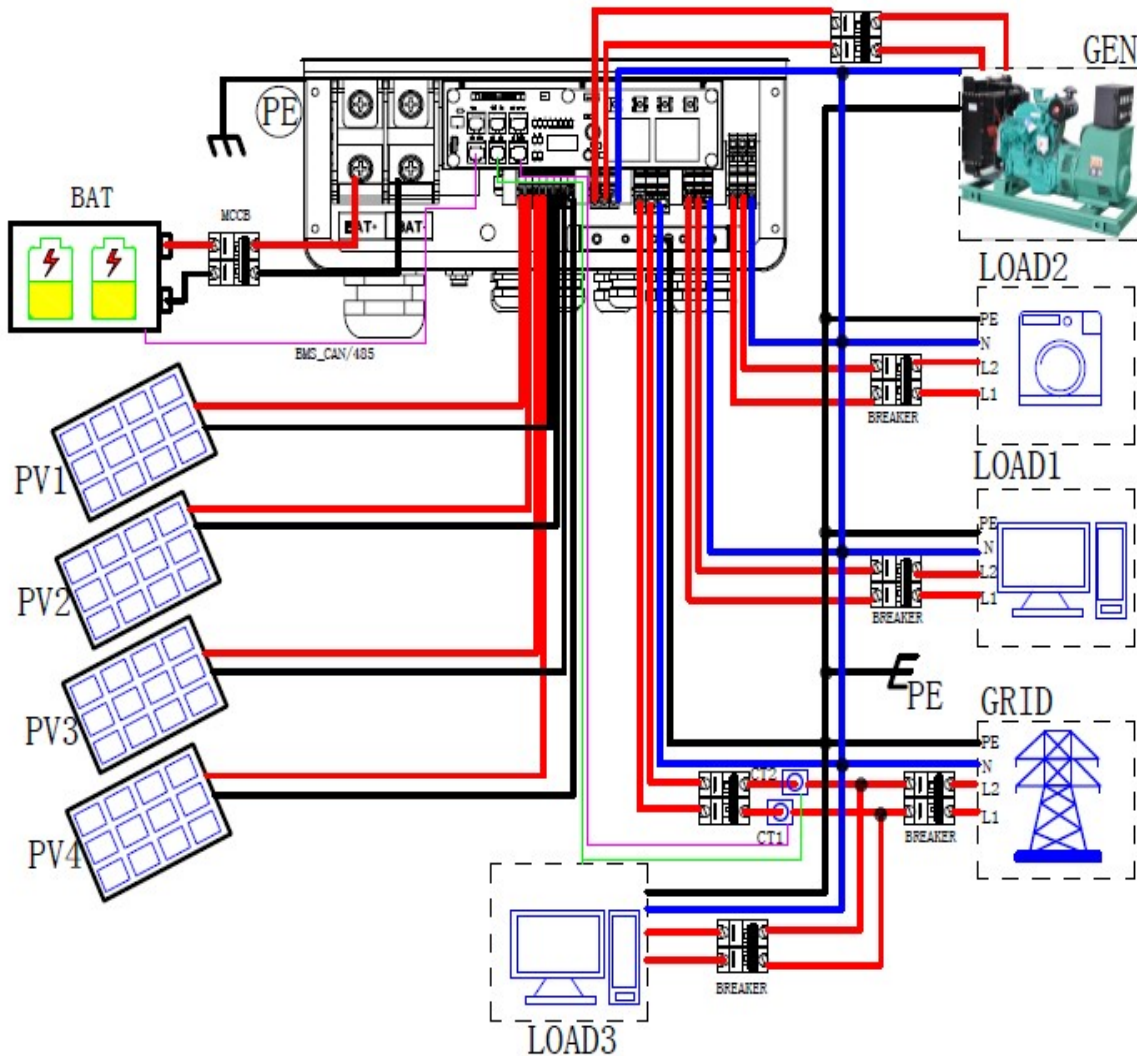 GEN
PE
BAT
MCCB
BAT+
BAT-
LOAD2
PE
N
L2
L1
BREAKER
BMS_CAN/485
PV1
LOAD1
PE
N
L2
L1
BREAKER
PV2
PE
GRID
PV3
PE
N
CT2
L2
L1
CT1
BREAKER
PV4
BREAKER
LOAD3